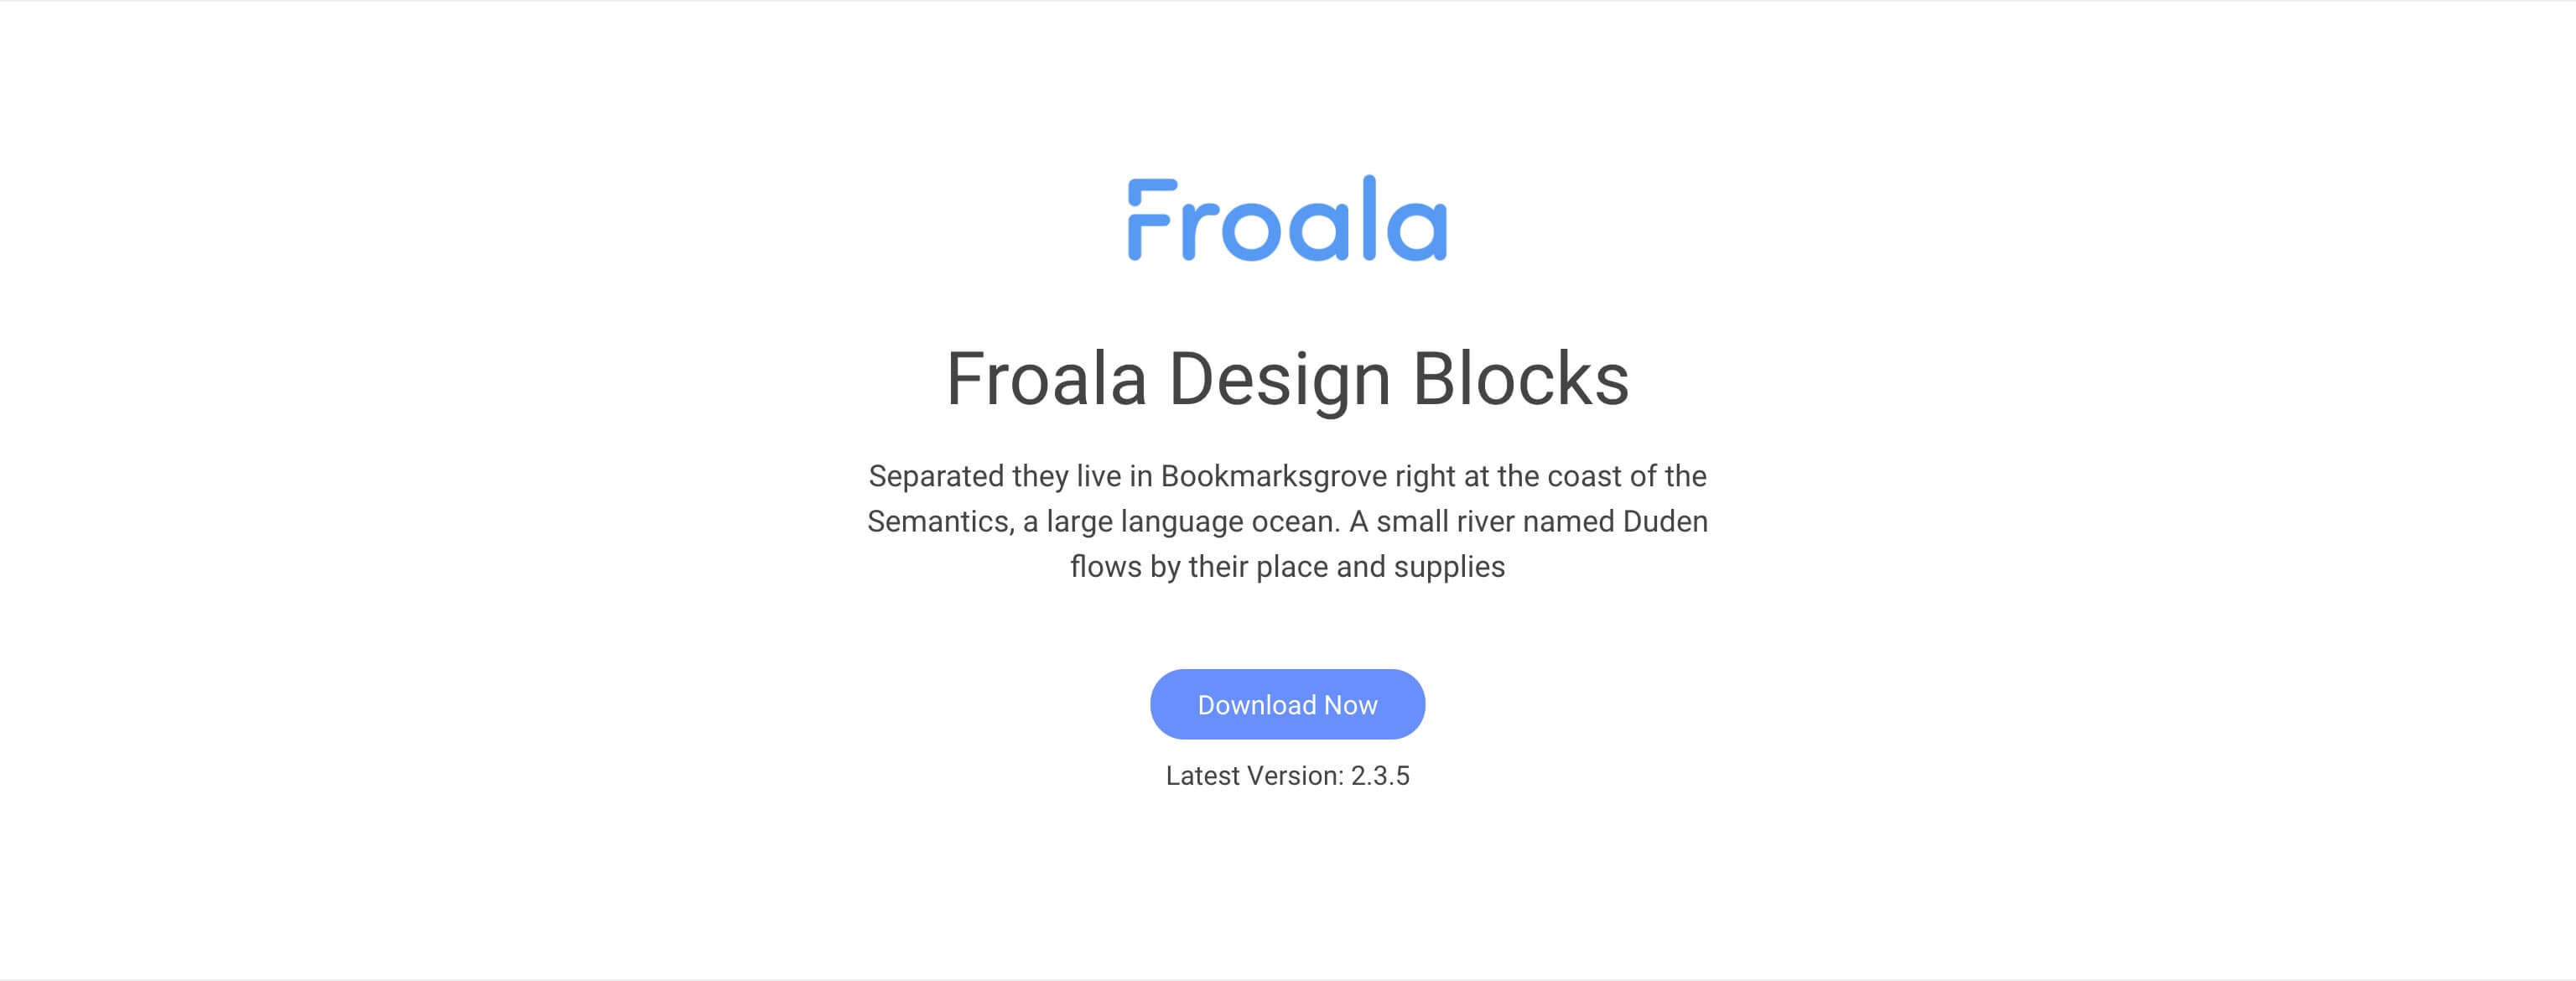 Froala
Froala Design Blocks
Separated they live in Bookmarksgrove right at the coast of the
Semantics, a large language ocean. A small river named Duden
flows by their place and supplies
Download Now
Latest Version: 2.3.5